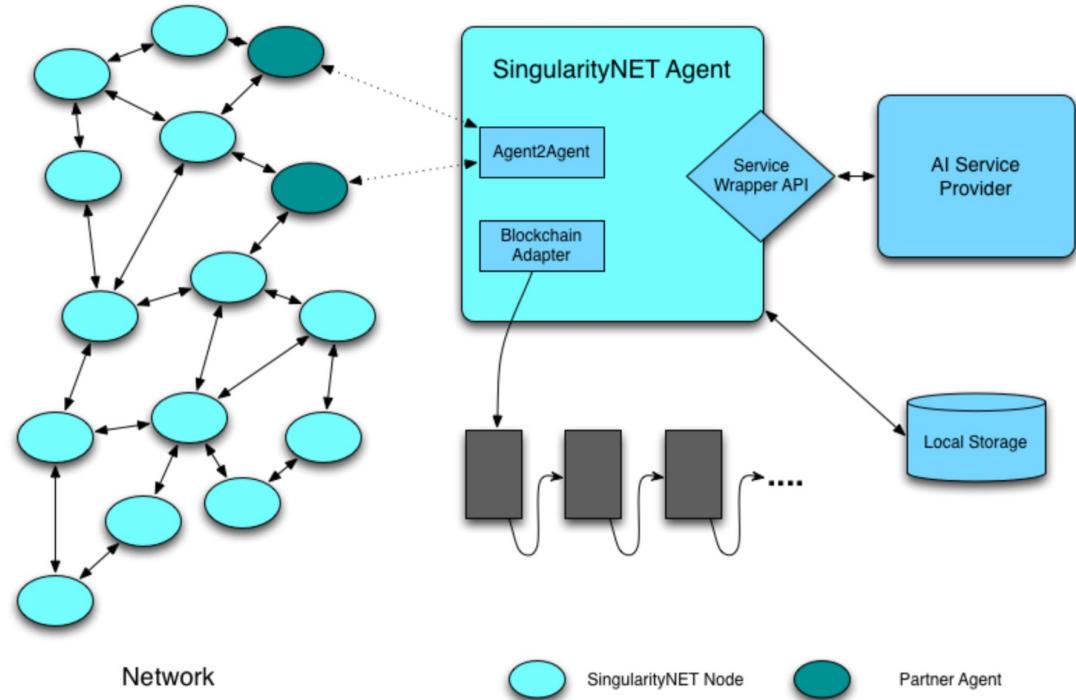 SingularityNET Agent
Agent2Agent
Service
Wrapper API
AI Service
Provider
Blockchain
Adapter
Local Storage
....
Network
SingularityNET Node
Partner Agent